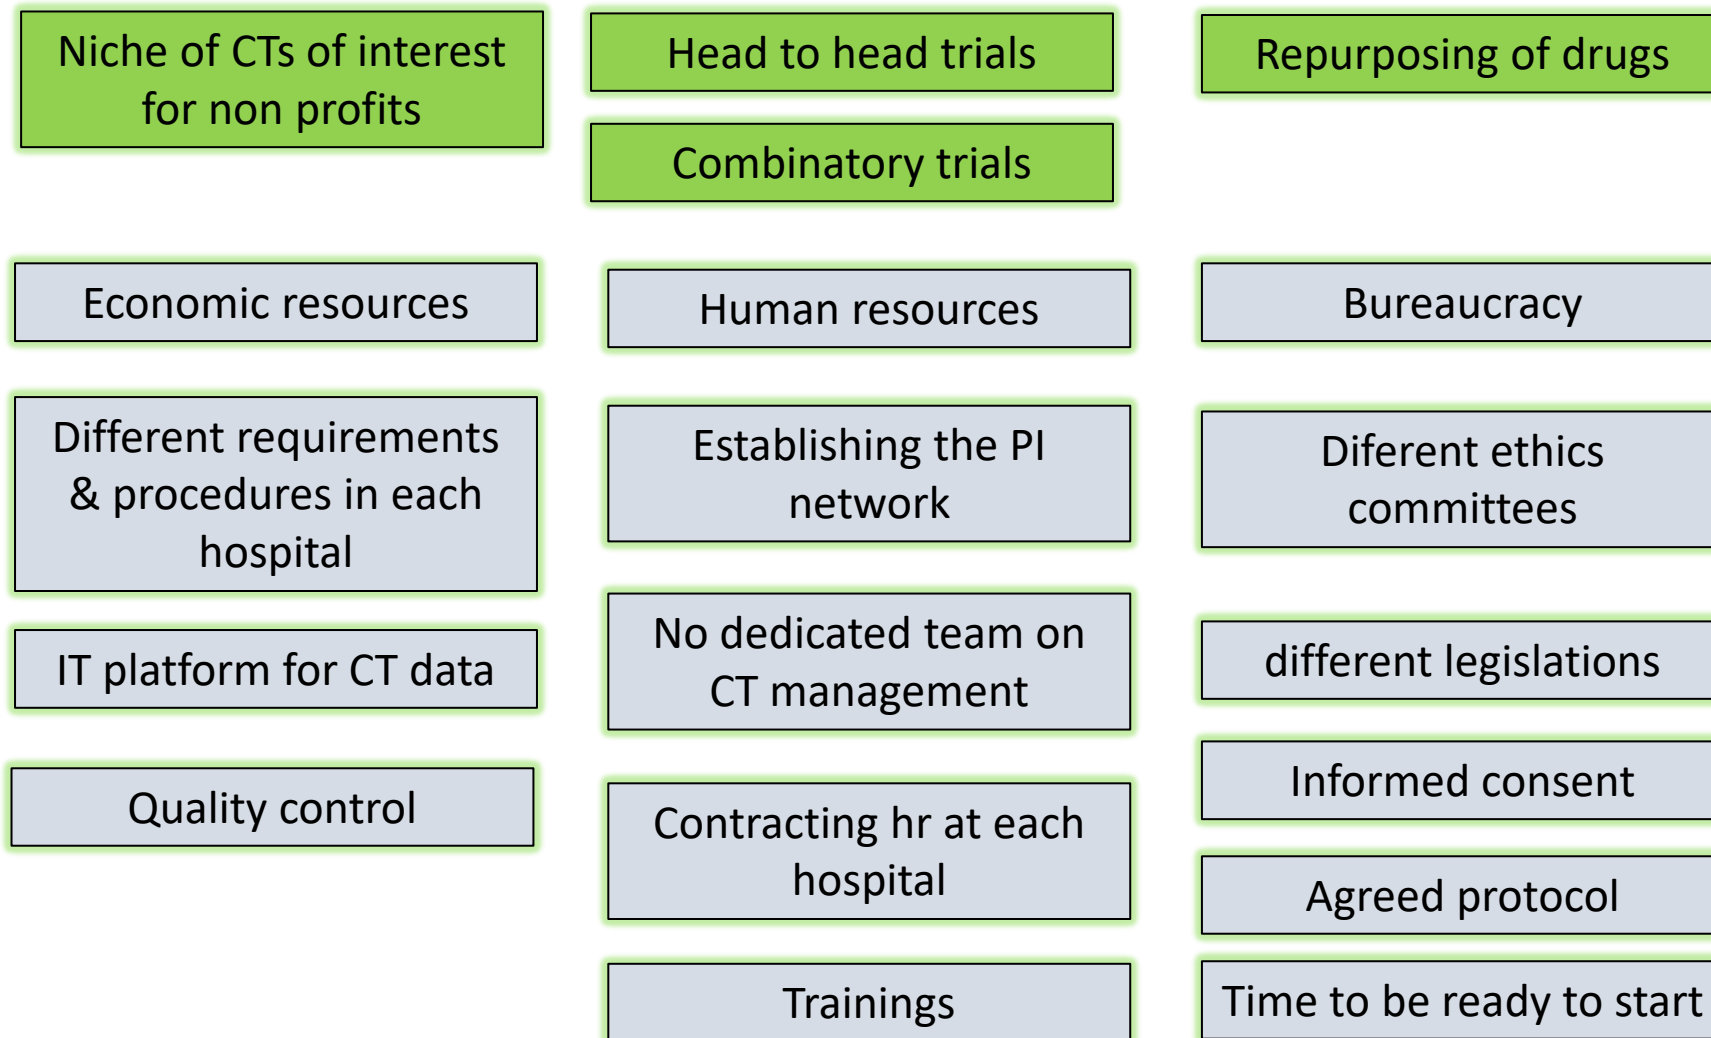 Niche of CTs of interest
for non profits
Head to head trials
Repurposing of drugs
Combinatory trials
Economic resources
Human resources
Bureaucracy
Different requirements
& procedures in each
hospital
Establishing the PI
network
Diferent ethics
committees
IT platform for CT data
No dedicated team on
CT management
different legislations
Quality control
Contracting hr at each
hospital
Informed consent
Agreed protocol
Trainings
Time to be ready to start